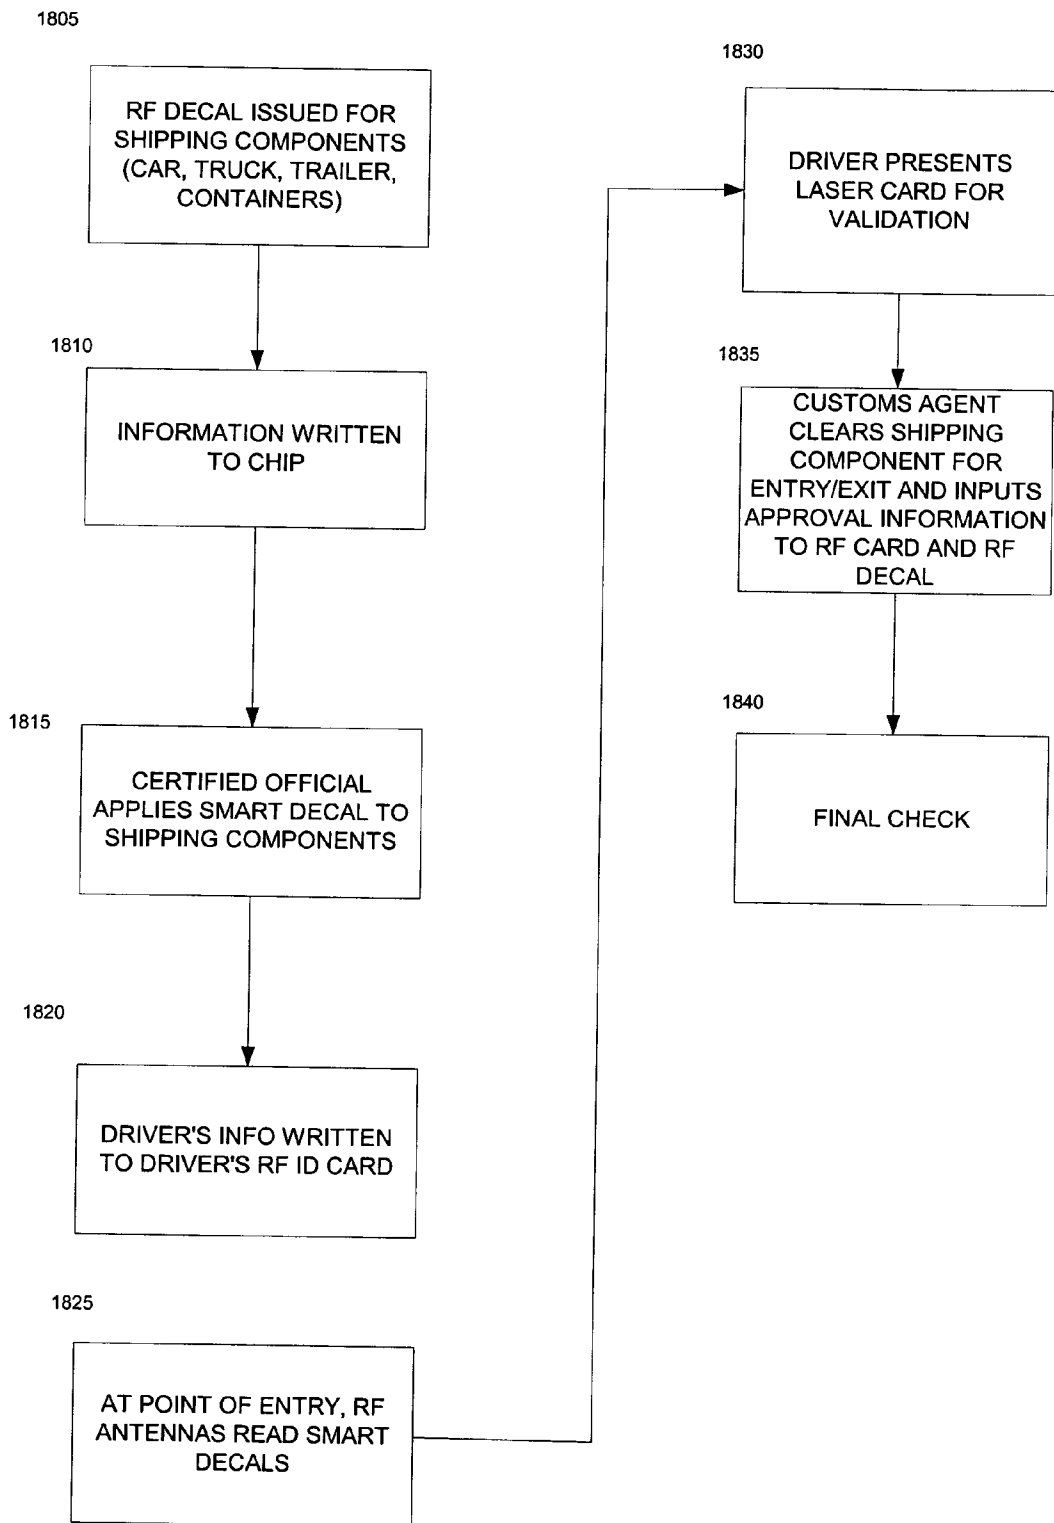 1805
RF DECAL ISSUED FOR
SHIPPING COMPONENTS
(CAR, TRUCK, TRAILER,
CONTAINERS)
1810
INFORMATION WRITTEN
TO CHIP
1815
CERTIFIED OFFICIAL
APPLIES SMART DECAL TO
SHIPPING COMPONENTS
1820
DRIVER'S INFO WRITTEN
TO DRIVER'S RF ID CARD
1825
AT POINT OF ENTRY, RF
ANTENNAS READ SMART
DECALS
1830
DRIVER PRESENTS
LASER CARD FOR
VALIDATION
1835
CUSTOMS AGENT
CLEARS SHIPPING
COMPONENT FOR
ENTRY/EXIT AND INPUTS
APPROVAL INFORMATION
TO RF CARD AND RF
DECAL
1840
FINAL CHECK